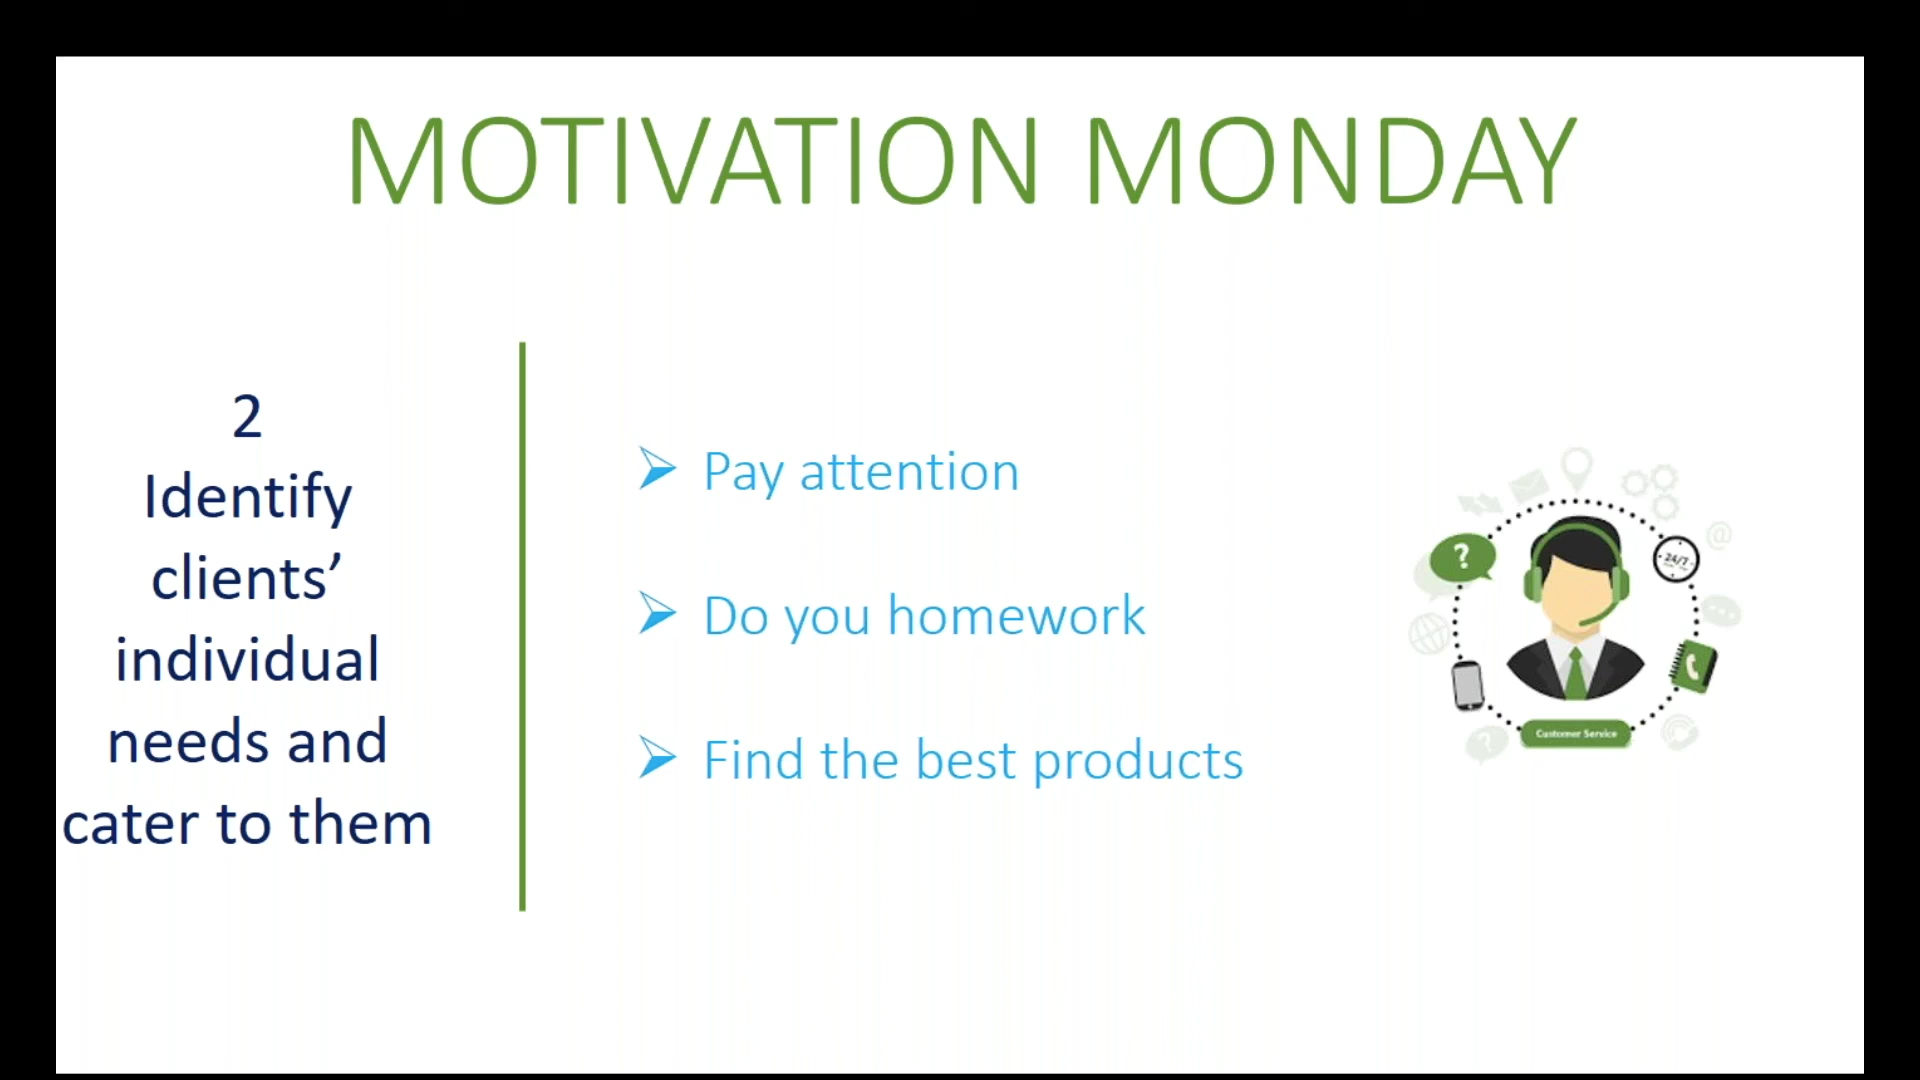 MOTIVATION MONDAY
2
Identify
clients’
individual
needs and
cater to them
Pay attention
Do you homework
Find the best products
?
24/7
@
?
Customer Service